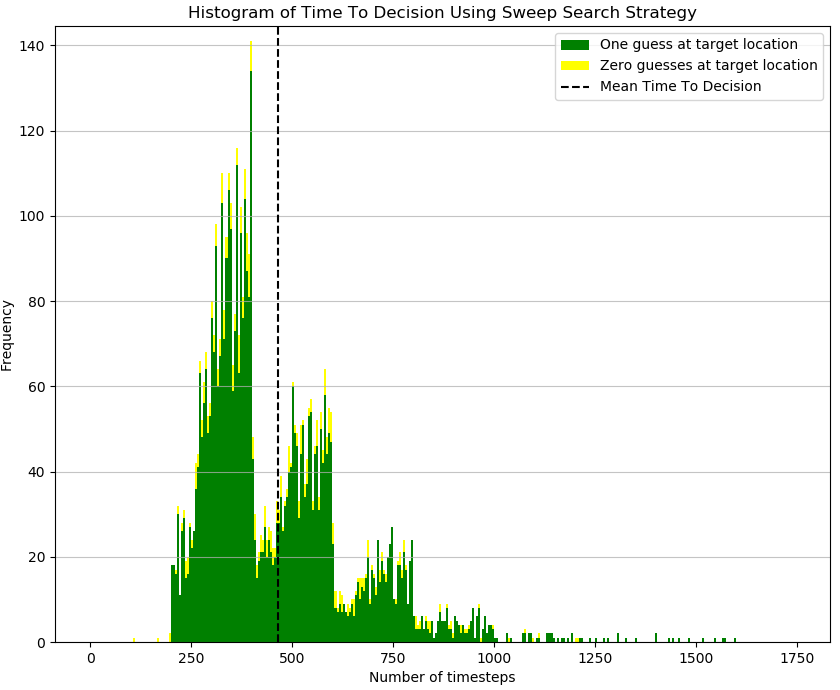 Histogram of Time To Decision Using Sweep Search Strategy
One guess at target location
Zero guesses at target location
Mean Time To Decision
Frequency
140
120
100
80
60
40
20
0
0 250 500 750 1000 1250 1500 1750
Number of timesteps